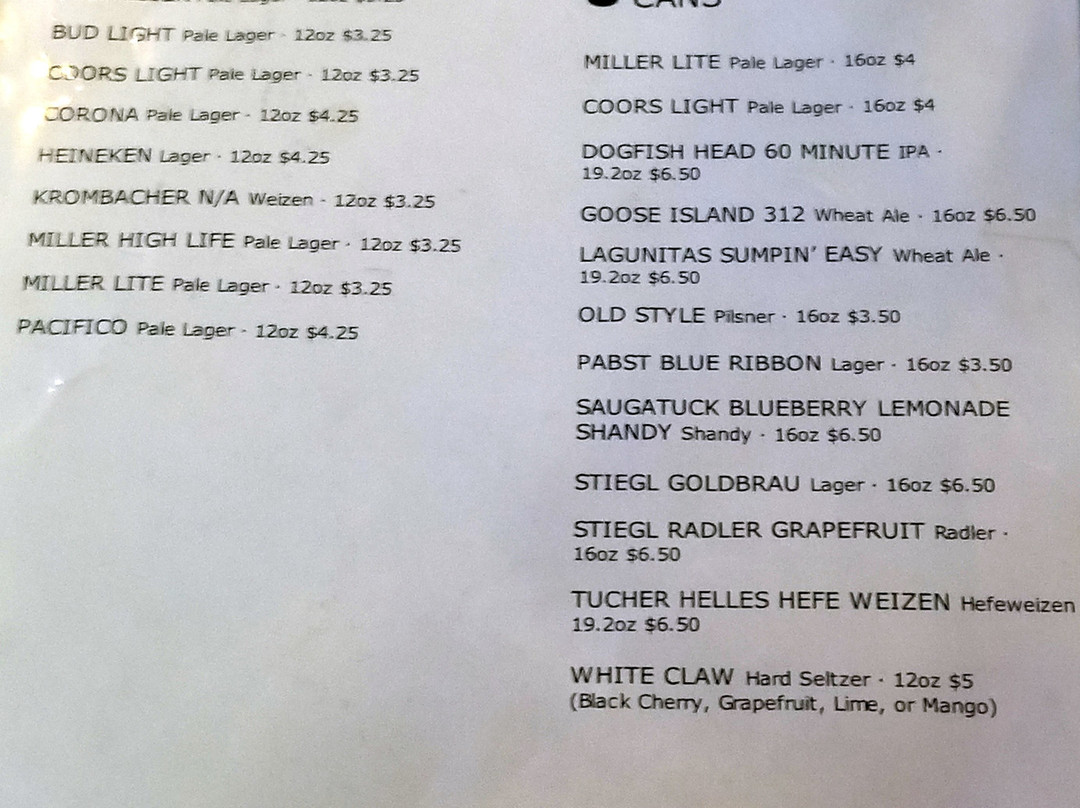 BUD LIGHT Pale Lager · 12oz $3.25
COORS LIGHT Pale Lager · 12oz $3.25
CORONA Pale Lager · 12oz $4.25
HEINEKEN Lager · 12oz $4.25
KROMBACHER N/A Weizen · 12oz $3.25
MILLER HIGH LIFE Pale Lager · 12oz $3.25
MILLER LITE Pale Lager · 12oz $3.25
PACIFICO Pale Lager · 12oz $4.25
CANS
MILLER LITE Pale Lager · 16oz $4
COORS LIGHT Pale Lager · 16oz $4
DOGFISH HEAD 60 MINUTE IPA ·
19.2oz $6.50
GOOSE ISLAND 312 Wheat Ale · 16oz $6.50
LAGUNITAS SUMPIN’ EASY Wheat Ale ·
19.2oz $6.50
OLD STYLE Pilsner · 16oz $3.50
PABST BLUE RIBBON Lager · 16oz $3.50
SAUGATUCK BLUEBERRY LEMONADE
SHANDY Shandy · 16oz $6.50
STIEGL GOLDBRAU Lager · 16oz $6.50
STIEGL RADLER GRAPEFRUIT Radler ·
16oz $6.50
TUCHER HELLES HEFE WEIZEN Hefeweizen
19.2oz $6.50
WHITE CLAW Hard Seltzer · 12oz $5
(Black Cherry, Grapefruit, Lime, or Mango)